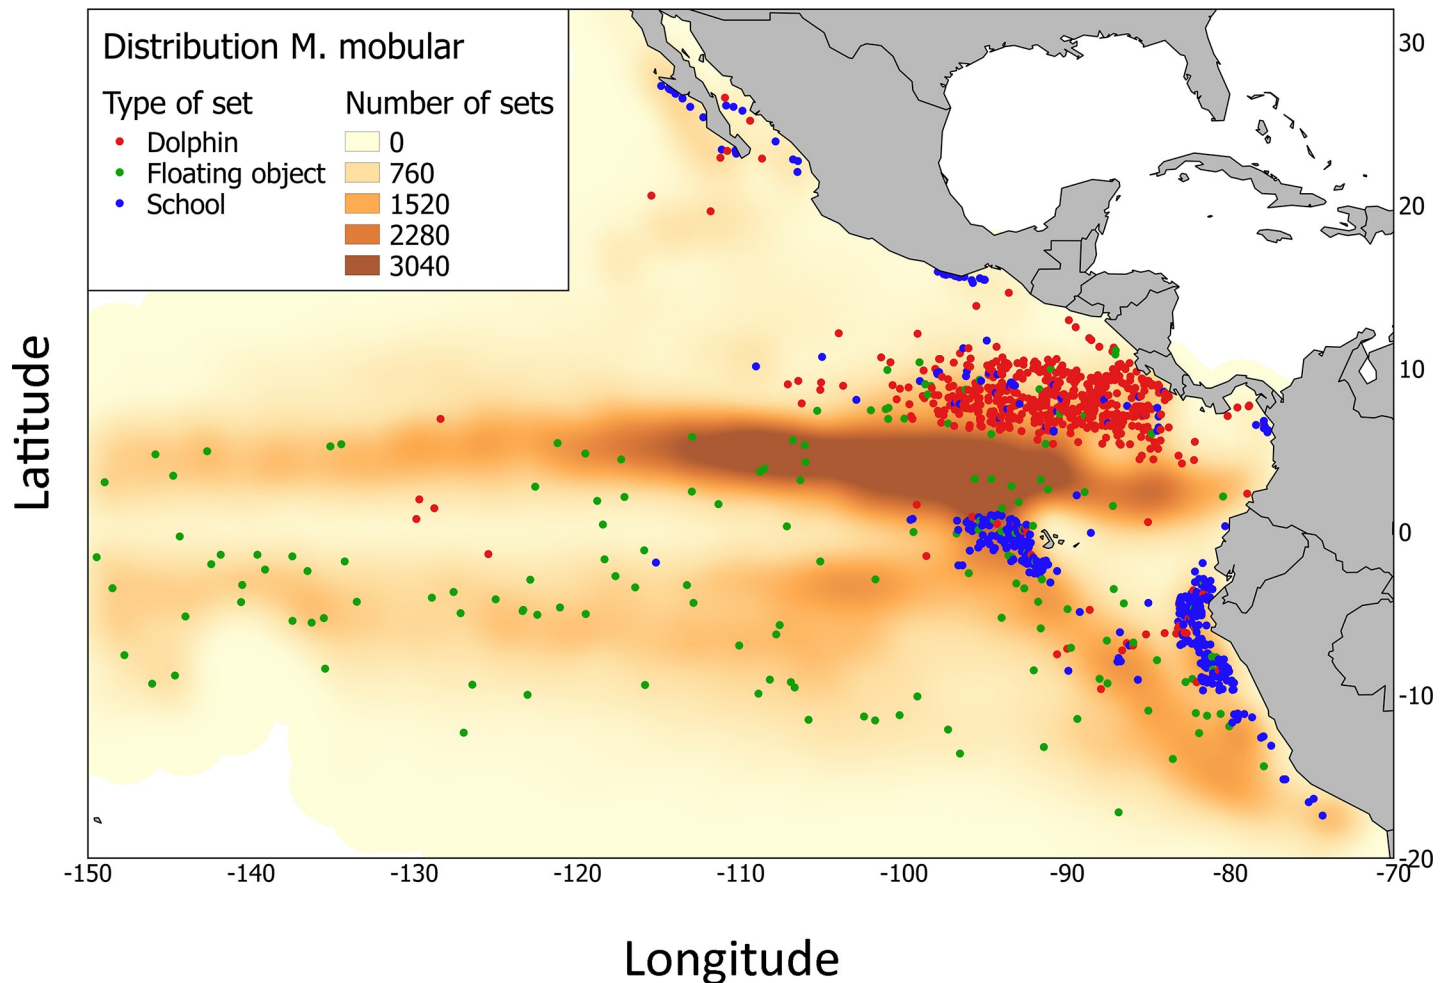 Distribution M. mobular
Type of set
Number of sets
Dolphin
0
Floating object
760
School
1520
2280
3040
30
20
10
0
-10
-20
Latitude
-150
-140
-130
-120
-110
-100
-90
-80
-70
Longitude